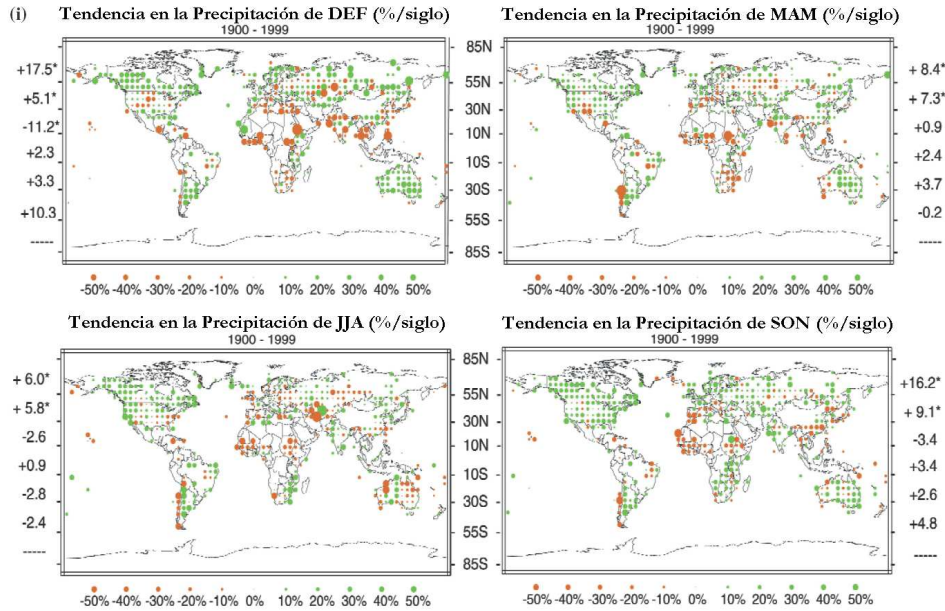 (i)
Tendencia en la Precipitación de DEF (%/siglo)
1900 - 1999
+17.5*
+5.1*
-11.2*
+2.3
+3.3
+10.3
-----
85N
55N
30N
10N
10S
30S
55S
85S
-50% -40% -30% -20% 0% 10% 20% 30% 40% 50%
Tendencia en la Precipitación de MAM (%/siglo)
1900 - 1999
+ 8.4*
+7.3*
+0.9
+2.4
+3.7
-0.2
-----
-50% -40% -30% -20% 0% 10% 20% 30% 40% 50%
Tendencia en la Precipitación de JJA (%/siglo)
1900 - 1999
+ 6.0*
+ 5.8*
-2.6
+0.9
-2.8
-2.4
-----
85N
55N
30N
10N
10S
30S
55S
85S
-50% -40% -30% -20% 0% 10% 20% 30% 40% 50%
Tendencia en la Precipitación de SON (%/siglo)
1900 - 1999
+16.2*
+ 9.1*
-3.4
+3.4
+2.6
+4.8
-----
-50% -40% -30% -20% 0% 10% 20% 30% 40% 50%